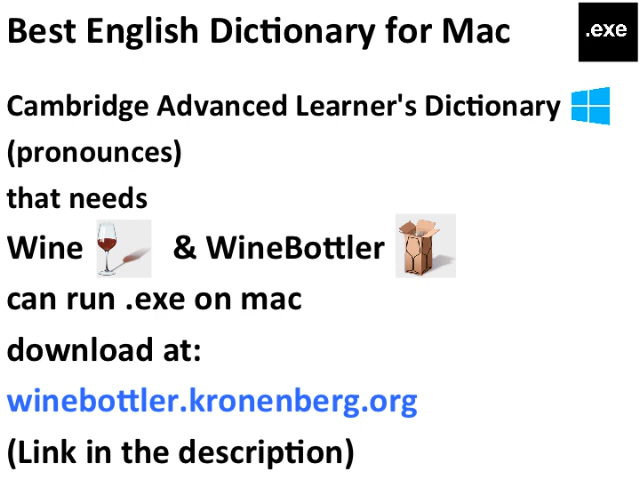 Best English Dictionary for Mac
.exe
Cambridge Advanced Learner's Dictionary
(pronounces)
that needs
Wine & WineBottler
can run .exe on mac
download at:
winebottler.kronenberg.org
(Link in the description)